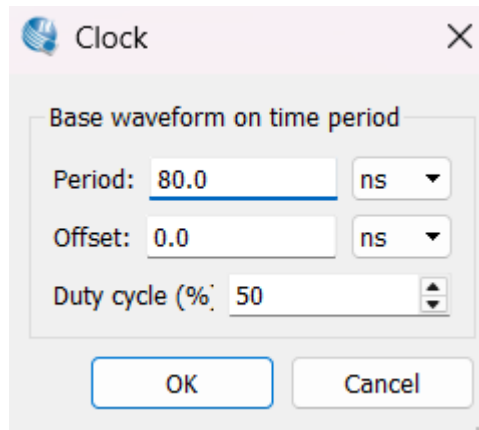 Clock
Base waveform on time period
Period: 80.0 ns
Offset: 0.0 ns
Duty cycle (%] 50
OK Cancel